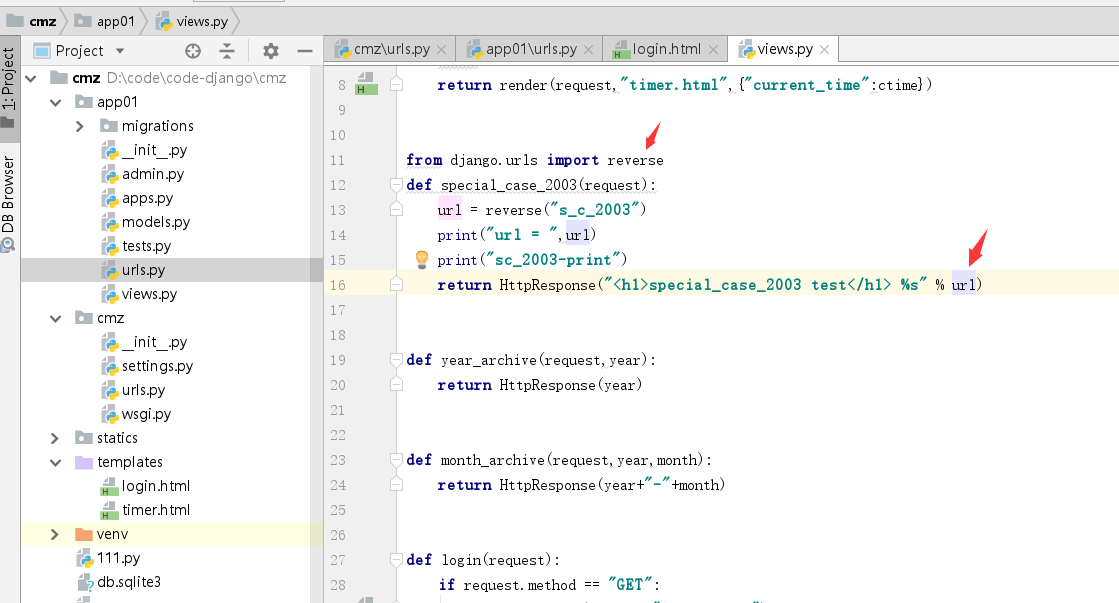 cmz app01 views.py
1: Project
DB Browser
Project
cmz\urls.py app01\urls.py login.html views.py
cmz D:\code\code-django\cmz
app01
migrations
__init__.py
admin.py
apps.py
models.py
tests.py
urls.py
views.py
cmz
__init__.py
settings.py
urls.py
wsgi.py
statics
templates
login.html
timer.html
venv
111.py
db.sqlite3
8 return render(request,"timer.html",{"current_time":ctime})
9
10
11 from django.urls import reverse
12 def special_case_2003(request):
13 url = reverse("s_c_2003")
14 print("url = ",url)
15 print("sc_2003-print")
16 return HttpResponse("<h1>special_case_2003 test</h1> %s" % url)
17
18
19 def year_archive(request,year):
20 return HttpResponse(year)
21
22
23 def month_archive(request,year,month):
24 return HttpResponse(year+"-"+month)
25
26
27 def login(request):
28 if request.method == "GET":